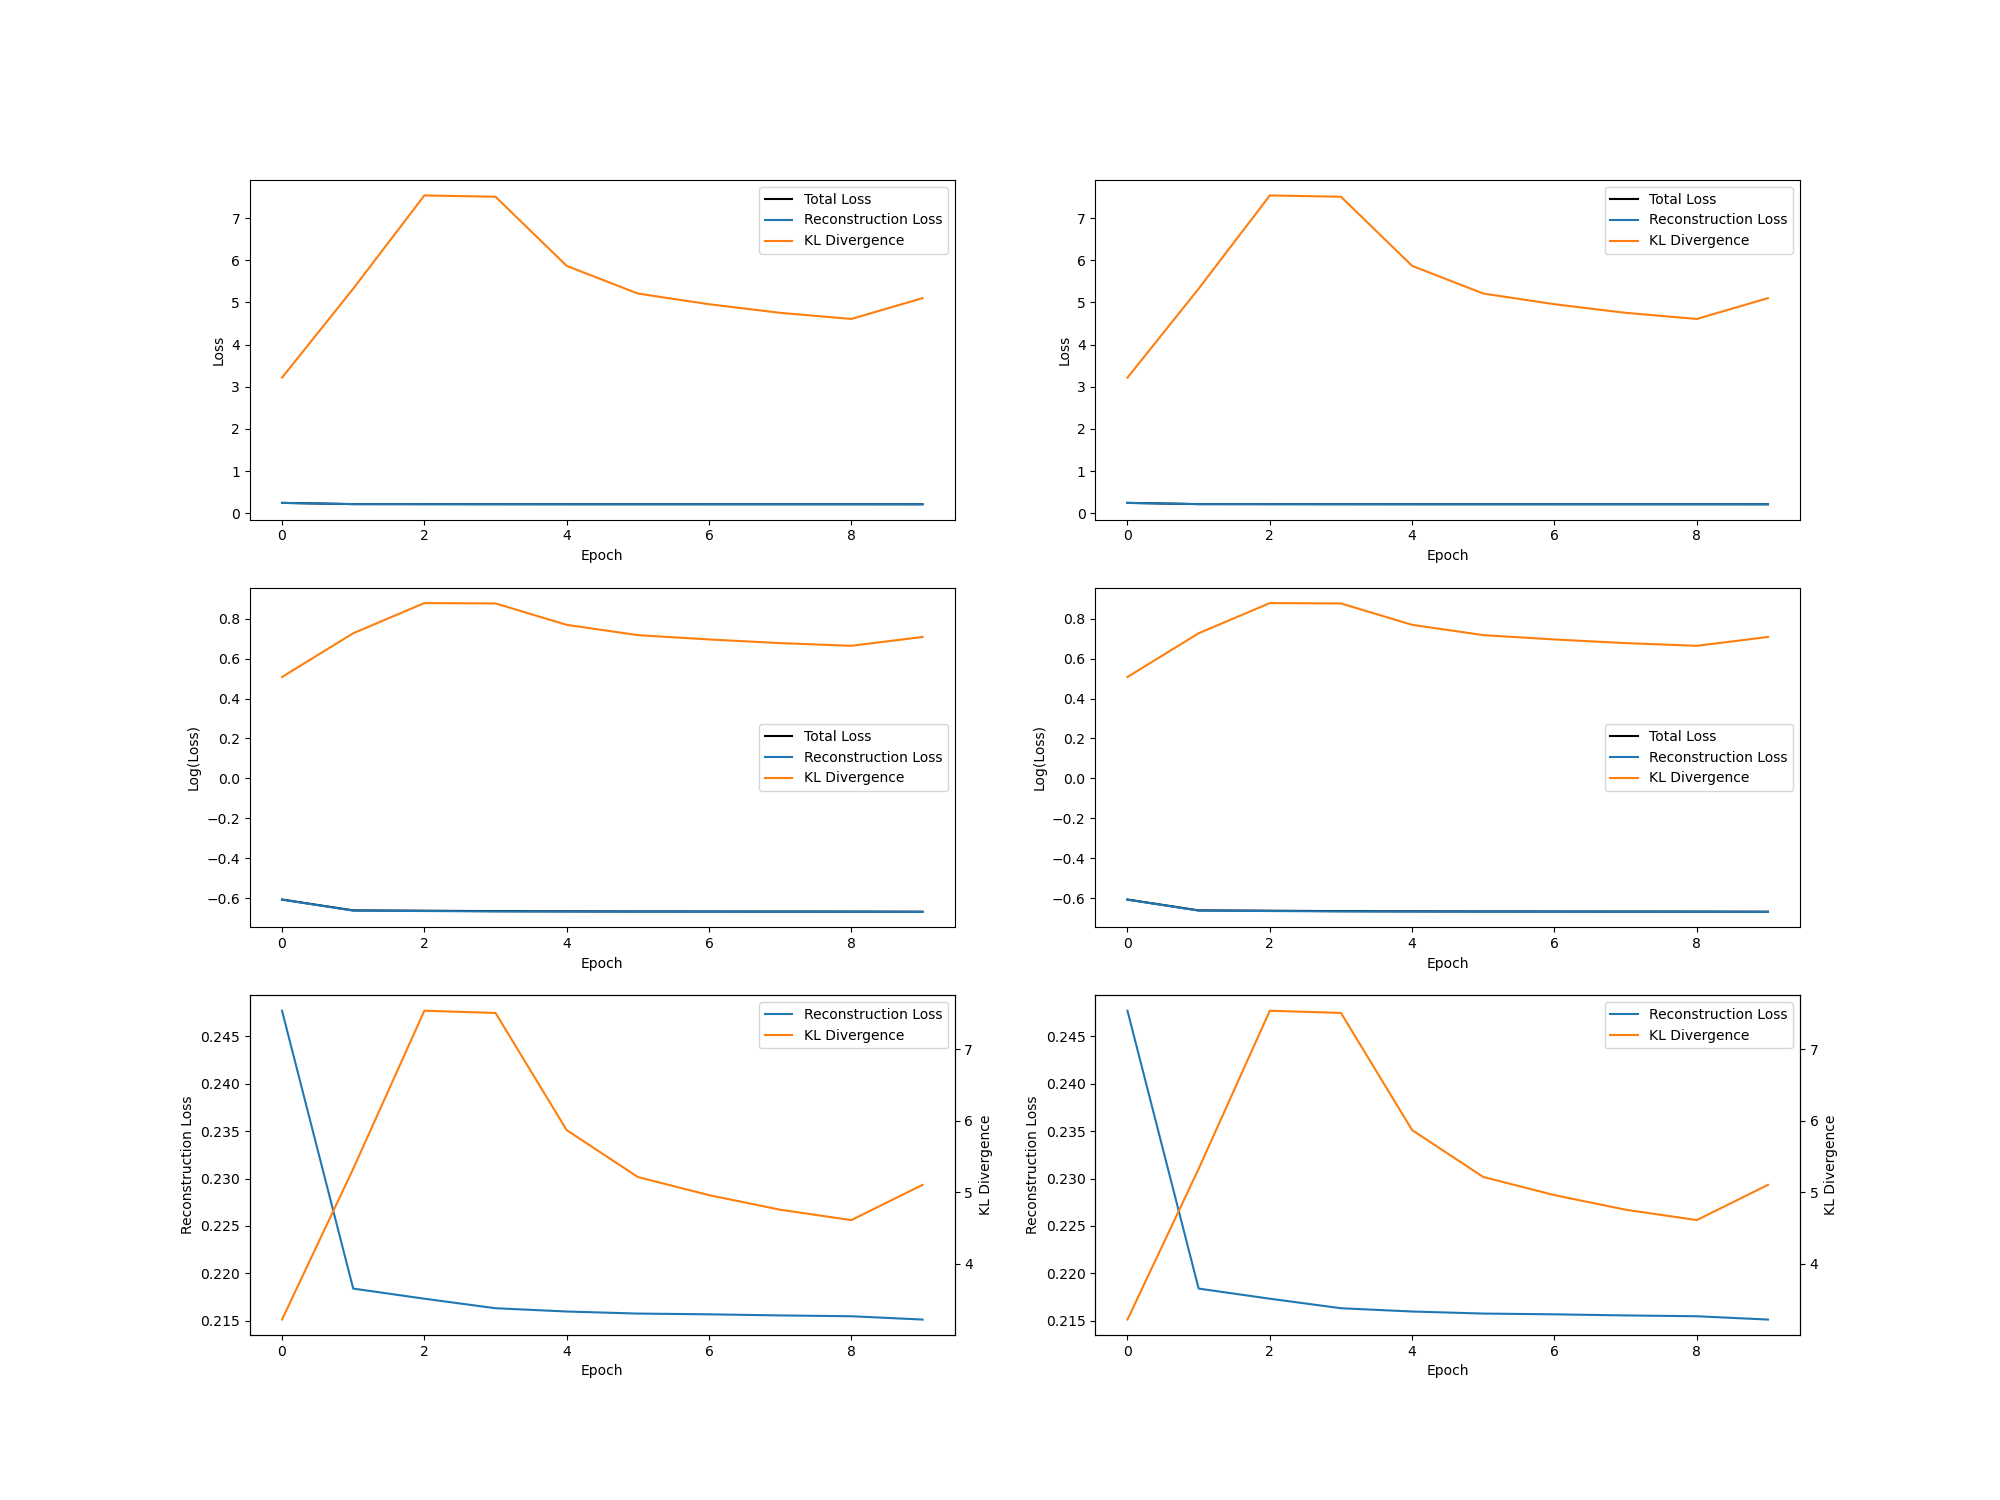 Total Loss
Reconstruction Loss
KL Divergence
7
6
5
4
3
2
1
0
Loss
0 2 4 6 8
Epoch
Total Loss
Reconstruction Loss
KL Divergence
7
6
5
4
3
2
1
0
Loss
0 2 4 6 8
Epoch
0.8
0.6
0.4
0.2
0.0
−0.2
−0.4
−0.6
Log(Loss)
Total Loss
Reconstruction Loss
KL Divergence
0 2 4 6 8
Epoch
0.8
0.6
0.4
0.2
0.0
−0.2
−0.4
−0.6
Log(Loss)
Total Loss
Reconstruction Loss
KL Divergence
0 2 4 6 8
Epoch
Reconstruction Loss
KL Divergence
0.245
0.240
0.235
0.230
0.225
0.220
0.215
Reconstruction Loss
7
6
5
4
KL Divergence
0 2 4 6 8
Epoch
Reconstruction Loss
KL Divergence
0.245
0.240
0.235
0.230
0.225
0.220
0.215
Reconstruction Loss
7
6
5
4
KL Divergence
0 2 4 6 8
Epoch